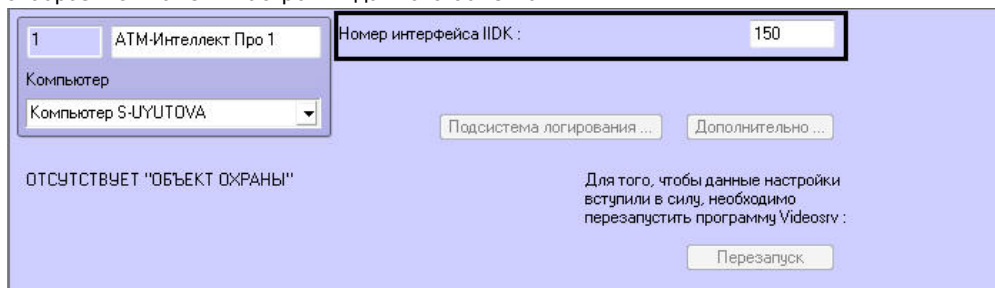 1
АТМ-Интеллект Про 1
Номер интерфейса IIDK :
150
Компьютер
Компьютер S-UYUTOVA
Подсистема логирования ...
Дополнительно ...
ОТСУТСТВУЕТ "ОБЪЕКТ ОХРАНЫ"
Для того, чтобы данные настройки
вступили в силу, необходимо
перезапустить программу Videosrv :
Перезапуск